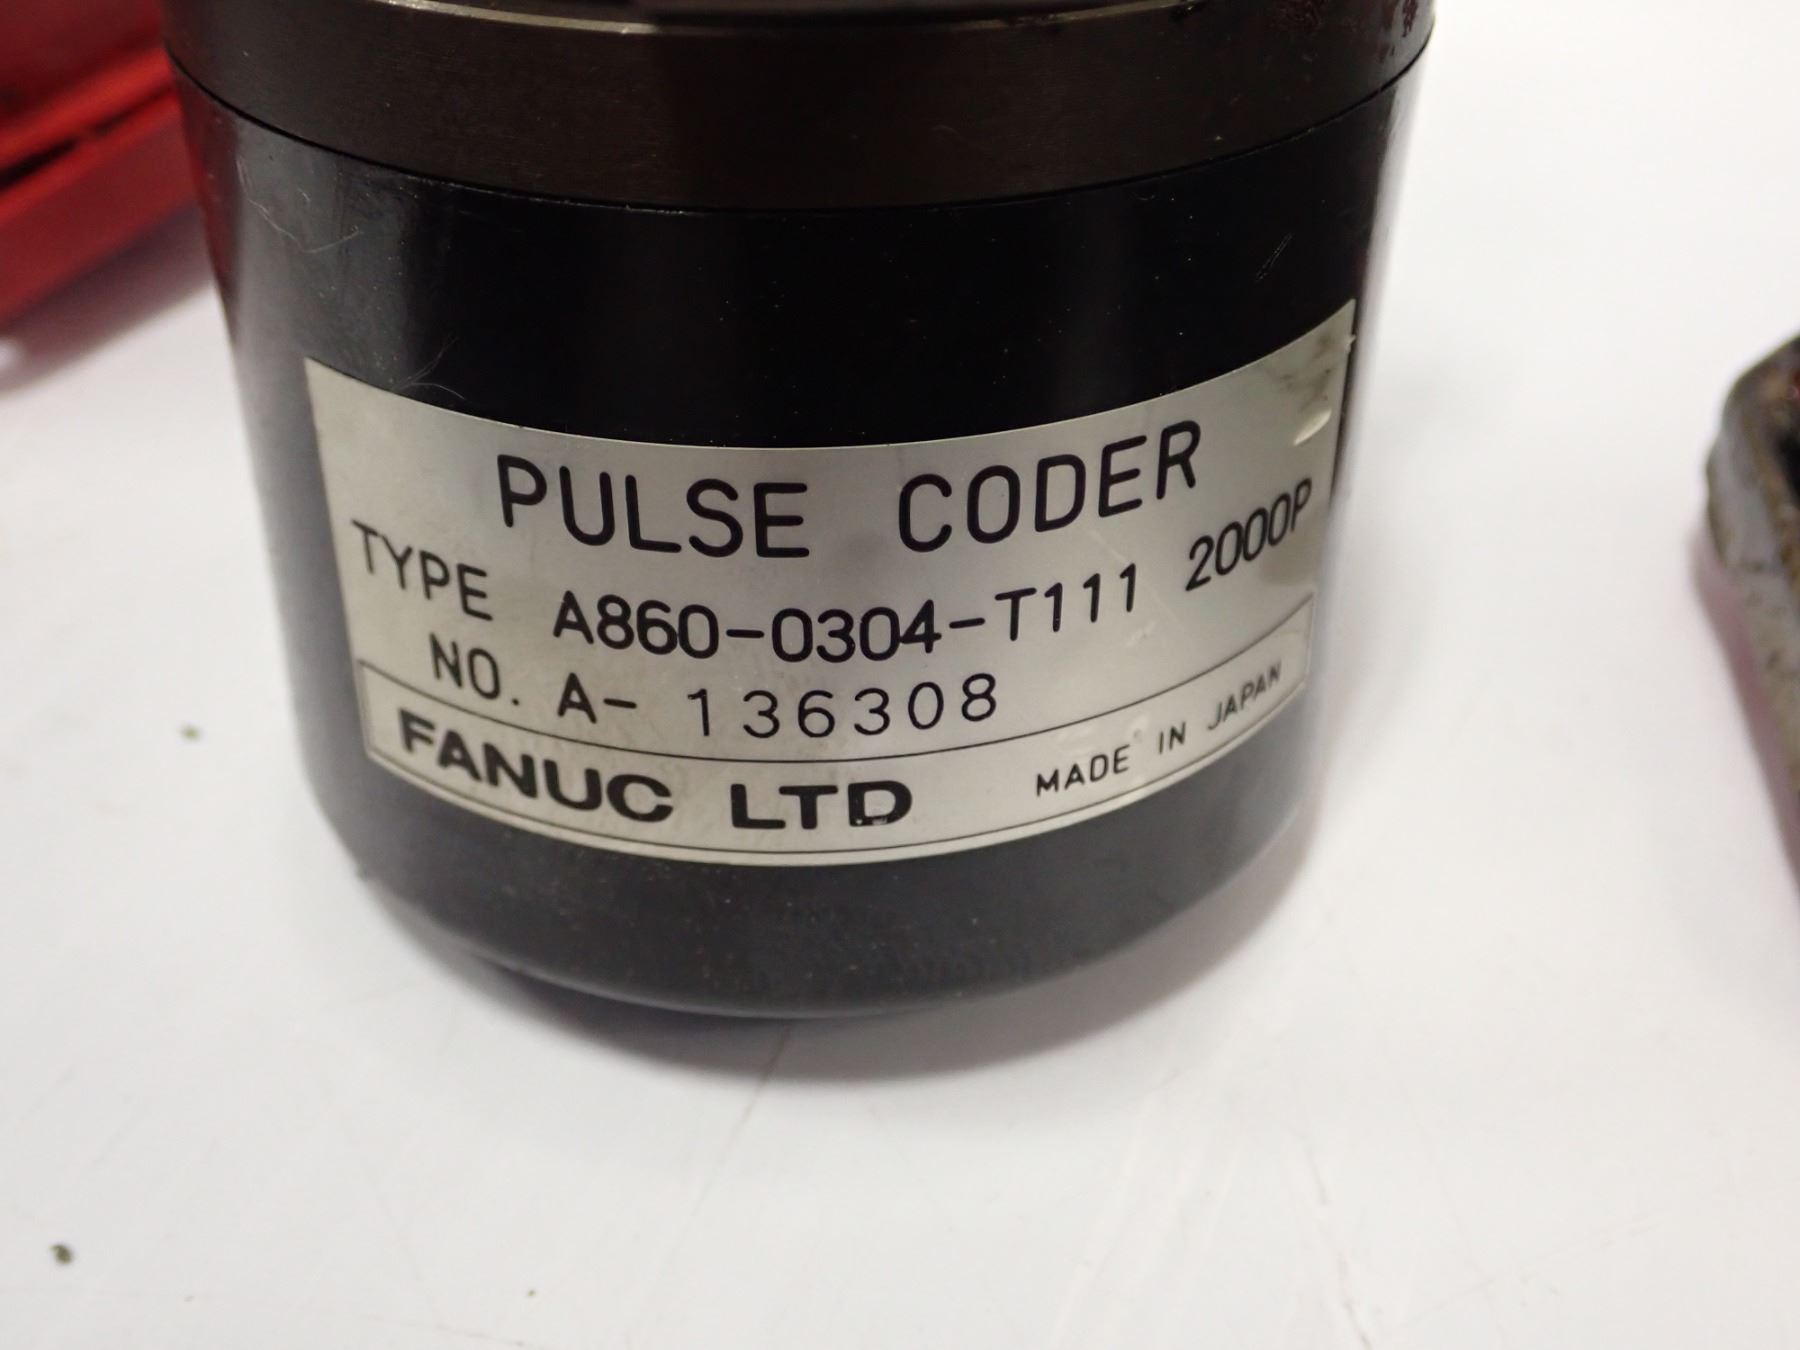 PULSE CODER
TYPE A860-0304-T111 2000P
NO. A- 136308
FANUC LTD MADE IN JAPAN